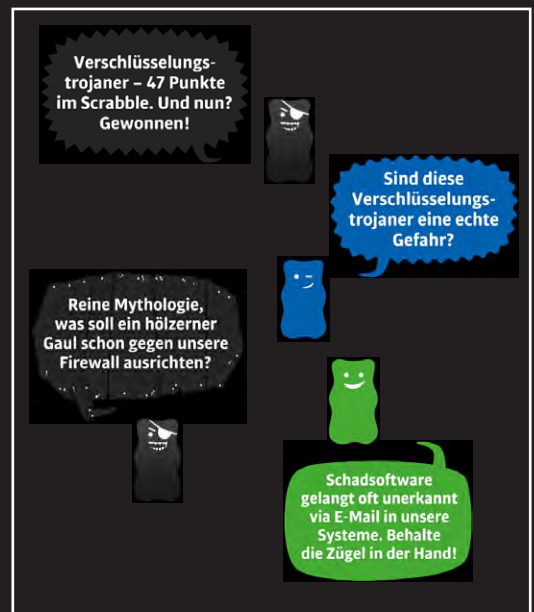 Verschlüsselungs-
trojaner – 47 Punkte
im Scrabble. Und nun?
Gewonnen!
Sind diese
Verschlüsselungs-
trojaner eine echte
Gefahr?
Reine Mythologie,
was soll ein hölzerner
Gaul schon gegen unsere
Firewall ausrichten?
Schadsoftware
gelangt oft unerkannt
via E-Mail in unsere
Systeme. Behalte
die Zügel in der Hand!